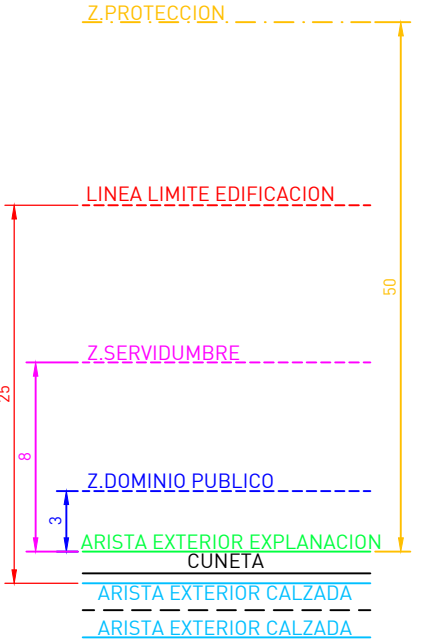 Z.PROTECCION
LINEA LIMITE EDIFICACION
50
Z.SERVIDUMBRE
25
8
Z.DOMINIO PUBLICO
3
ARISTA EXTERIOR EXPLANACION
CUNETA
ARISTA EXTERIOR CALZADA
ARISTA EXTERIOR CALZADA